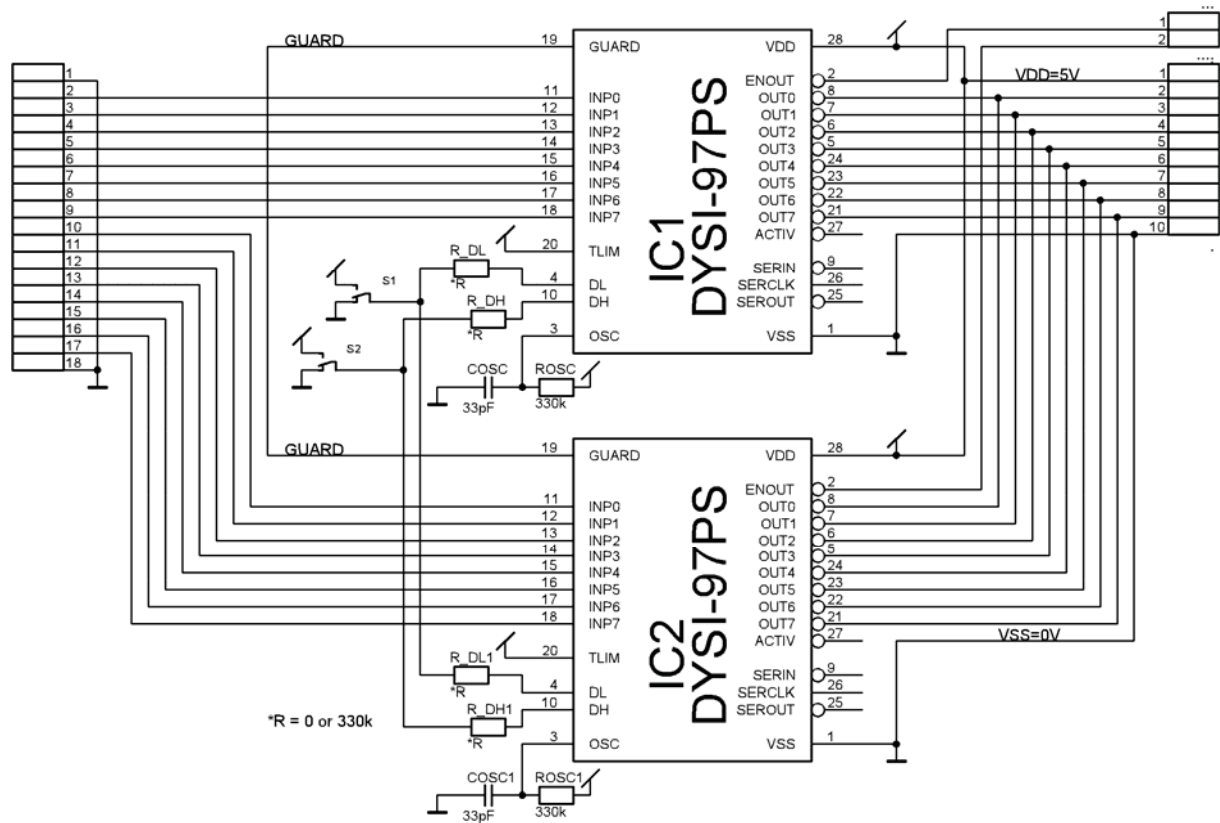 ...
1
2
....
VDD=5V
1
2
3
4
5
6
7
8
9
10
.
1
2
3
4
5
6
7
8
9
10
11
12
13
14
15
16
17
18
GUARD
19 GUARD VDD 28
ENOUT 2
11 INP0 OUT0 8
12 INP1 OUT1 7
13 INP2 OUT2 6
14 INP3 OUT3 5
15 INP4 OUT4 24
16 INP5 OUT5 23
17 INP6 OUT6 22
18 INP7 OUT7 21
ACTIV 27
20 TLIM
SERIN 9
4 DL SERCLK 26
10 DH SEROUT 25
3 OSC VSS 1
IC1
DYSI-97PS
R_DL
*R
R_DH
*R
S1
S2
COSC
33pF
ROSC
330k
GUARD
19 GUARD VDD 28
ENOUT 2
11 INP0 OUT0 8
12 INP1 OUT1 7
13 INP2 OUT2 6
14 INP3 OUT3 5
15 INP4 OUT4 24
16 INP5 OUT5 23
17 INP6 OUT6 22
18 INP7 OUT7 21
ACTIV 27
VSS=0V
20 TLIM
SERIN 9
4 DL SERCLK 26
10 DH SEROUT 25
3 OSC VSS 1
IC2
DYSI-97PS
R_DL1
*R
R_DH1
*R
*R = 0 or 330k
COSC1
33pF
ROSC1
330k